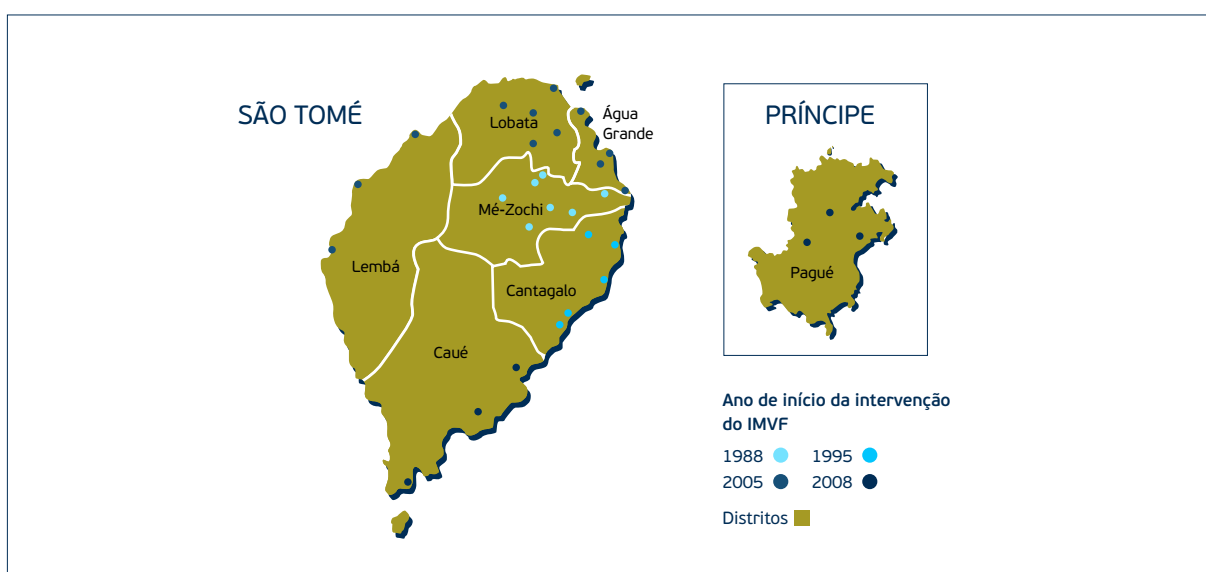 SÃO TOMÉ
Lobata
Água
Grande
Mé-Zochi
Lembá
Cantagalo
Caué
PRÍNCIPE
Pagué
Ano de início da intervenção
do IMVF
1988 1995
2005 2008
Distritos